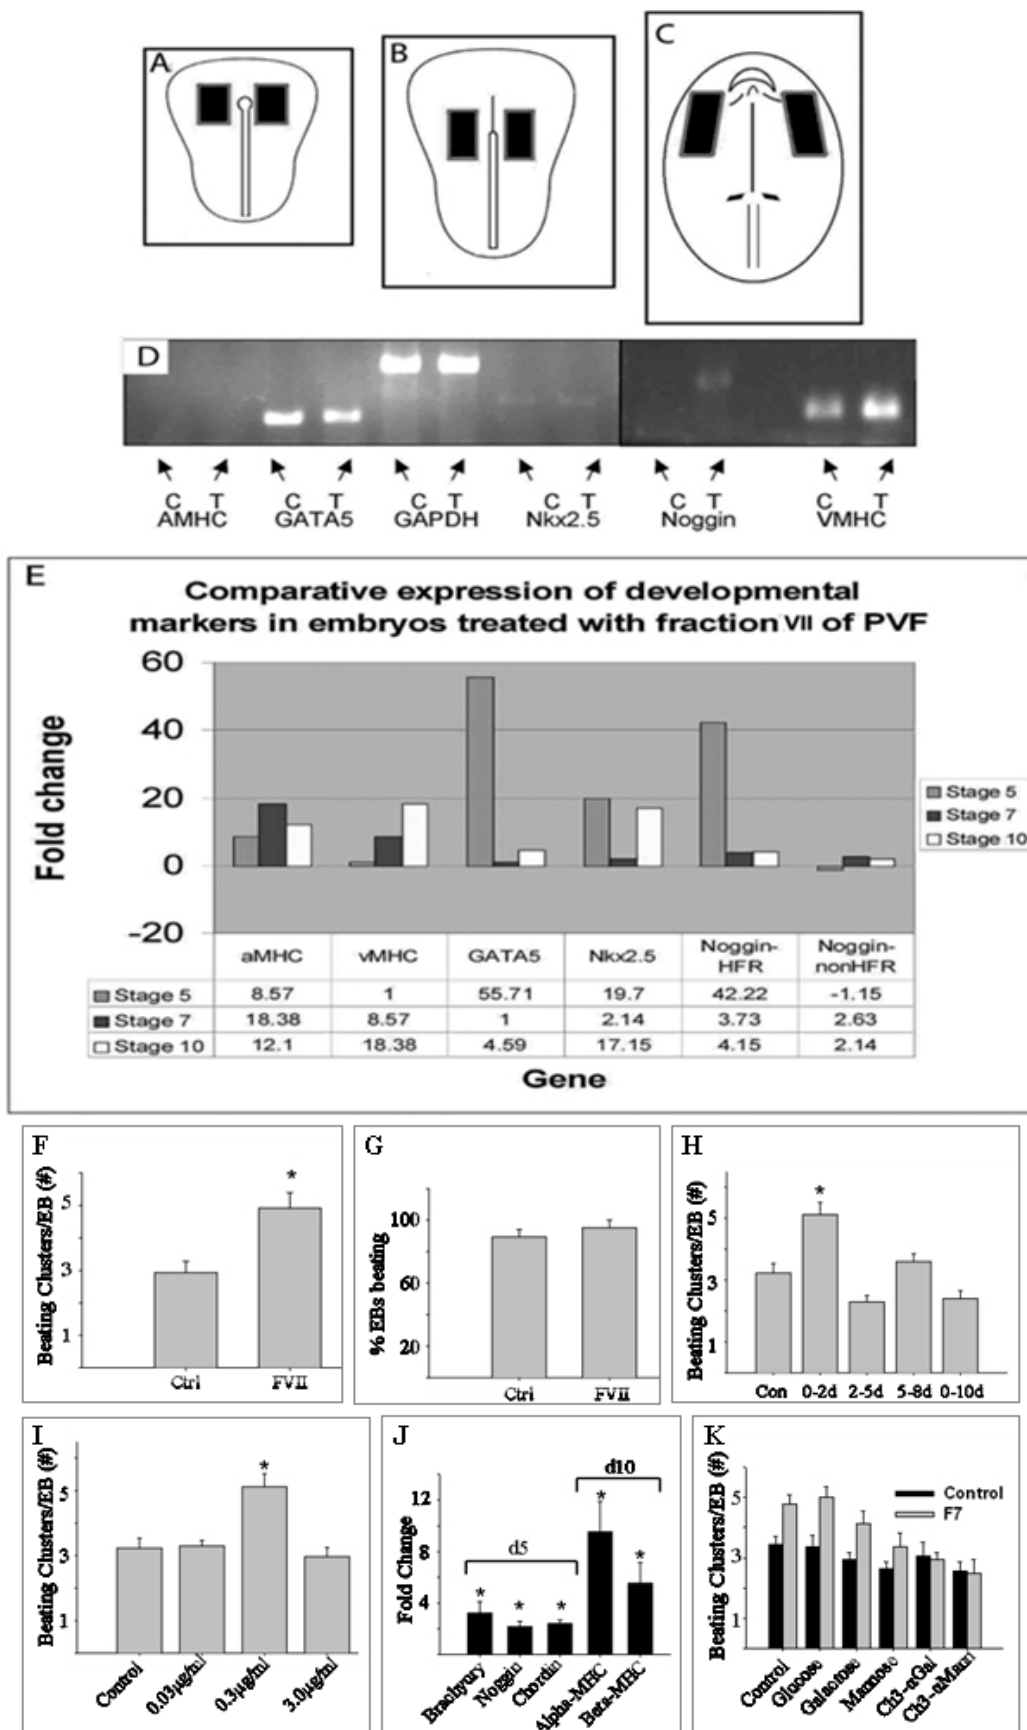 A
B
C
D
C T C T C T C T C T C T
AMHC GATA5 GAPDH Nkx2.5 Noggin VMHC
E
Comparative expression of developmental
markers in embryos treated with fraction VII of PVF
Fold change
60
40
20
0
-20
Stage 5
Stage 7
Stage 10
aMHC vMHC GATA5 Nkx2.5 Noggin-HFR Noggin-nonHFR
Stage 5 8.57 1 55.71 19.7 42.22 -1.15
Stage 7 18.38 8.57 1 2.14 3.73 2.63
Stage 10 12.1 18.38 4.59 17.15 4.15 2.14
Gene
F
Beating Clusters/EB (#)
5
3
1
*
Ctrl FVII
G
% EBs beating
100
60
20
Ctrl FVII
H
Beating Clusters/EB (#)
5
3
1
*
Con 0-2d 2-5d 5-8d 0-10d
I
Beating Clusters/EB (#)
5
3
1
*
Control 0.03µg/ml 0.3µg/ml 3.0µg/ml
J
Fold Change
12
8
4
d5
d10
* * * * *
Brachyury Noggin Chordin Alpha-MHC Beta-MHC
K
Beating Clusters/EB (#)
5
3
1
Control
F7
Control Glucose Galactose Mannose Ch3-αGal Ch3-αMann